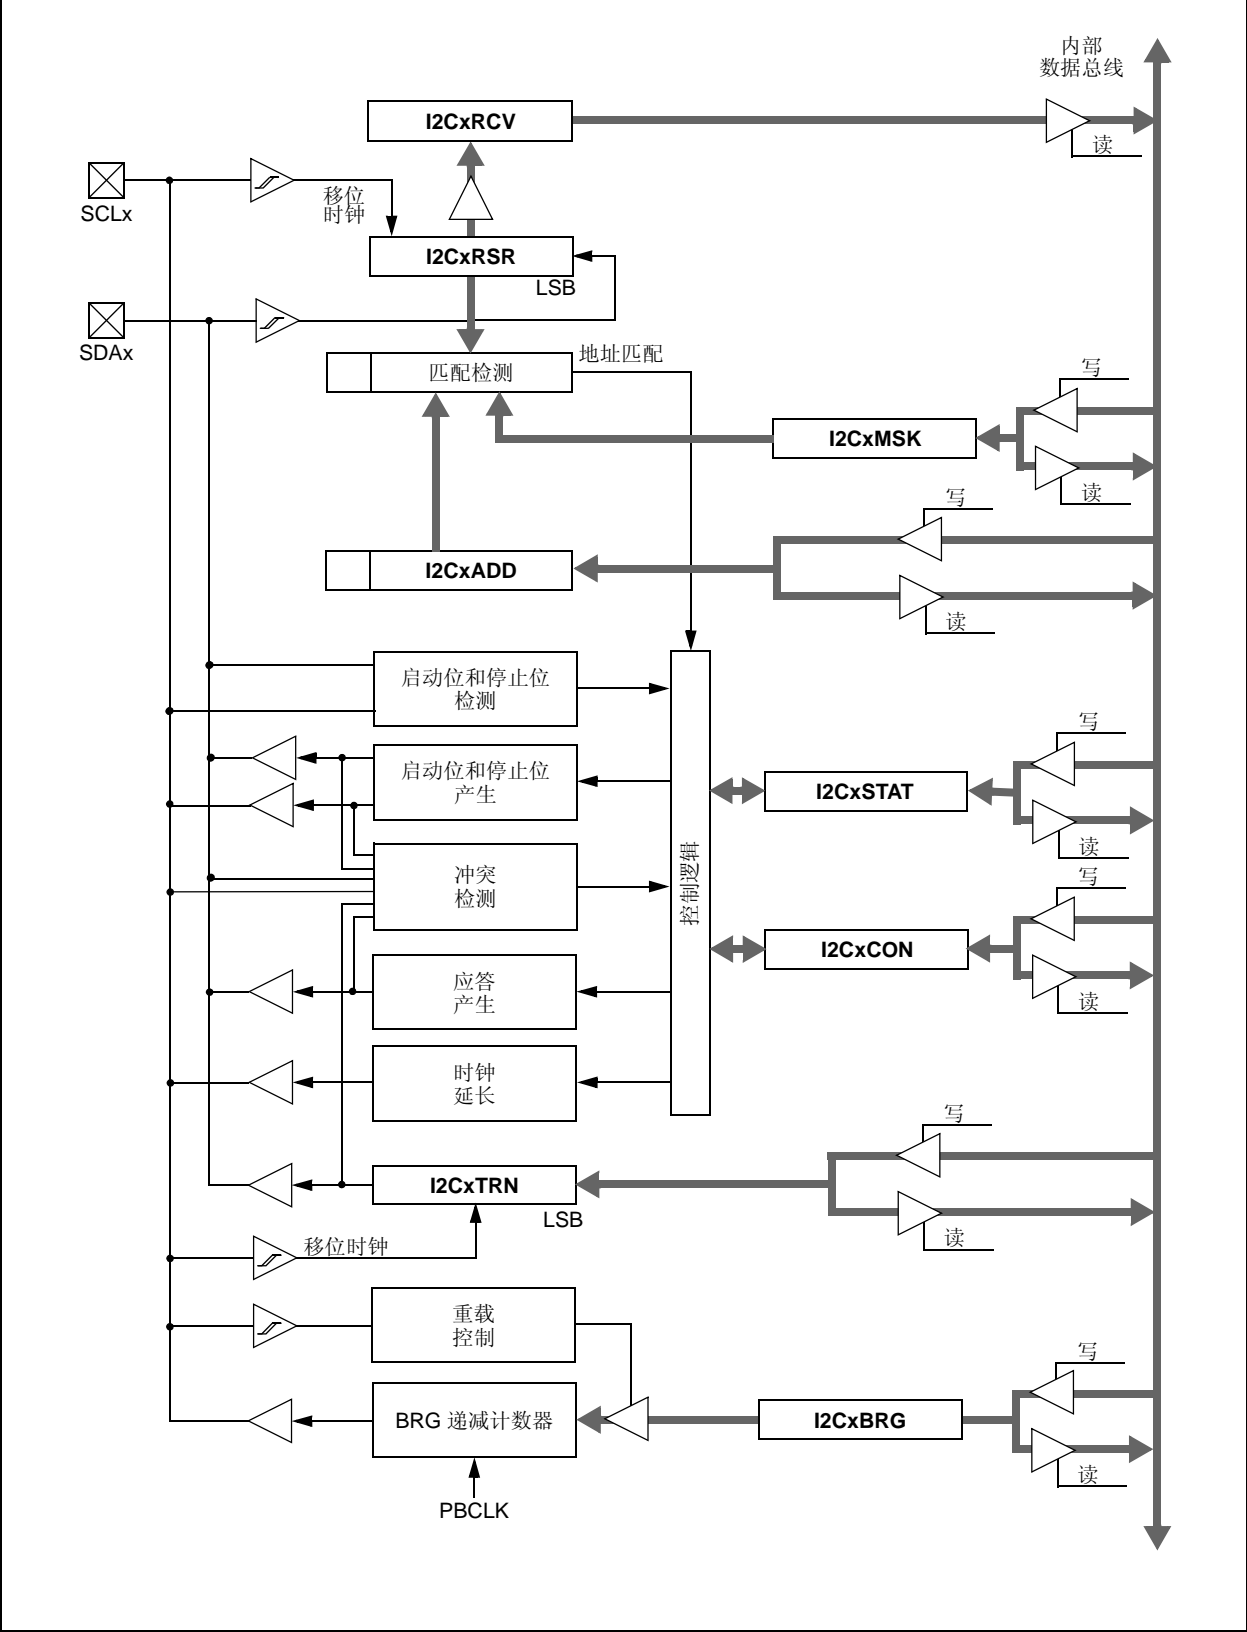 内部
数据总线
I2CxRCV
读
SCLx
移位
时钟
I2CxRSR
LSB
SDAx
地址匹配
匹配检测
写
I2CxMSK
读
写
I2CxADD
读
启动位和停止位
检测
写
启动位和停止位
产生
I2CxSTAT
读
控制逻辑
冲突
检测
写
I2CxCON
应答
产生
读
时钟
延长
写
I2CxTRN
LSB
读
移位时钟
重载
控制
写
BRG 递减计数器
I2CxBRG
读
PBCLK